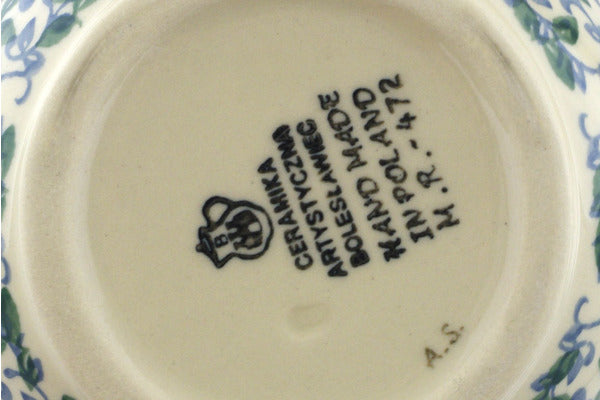 B
CERAMIKA
ARTYSTYCZNA
BOLESŁAWIEC
HAND MADE
IN POLAND
M.R.-472
A.S.